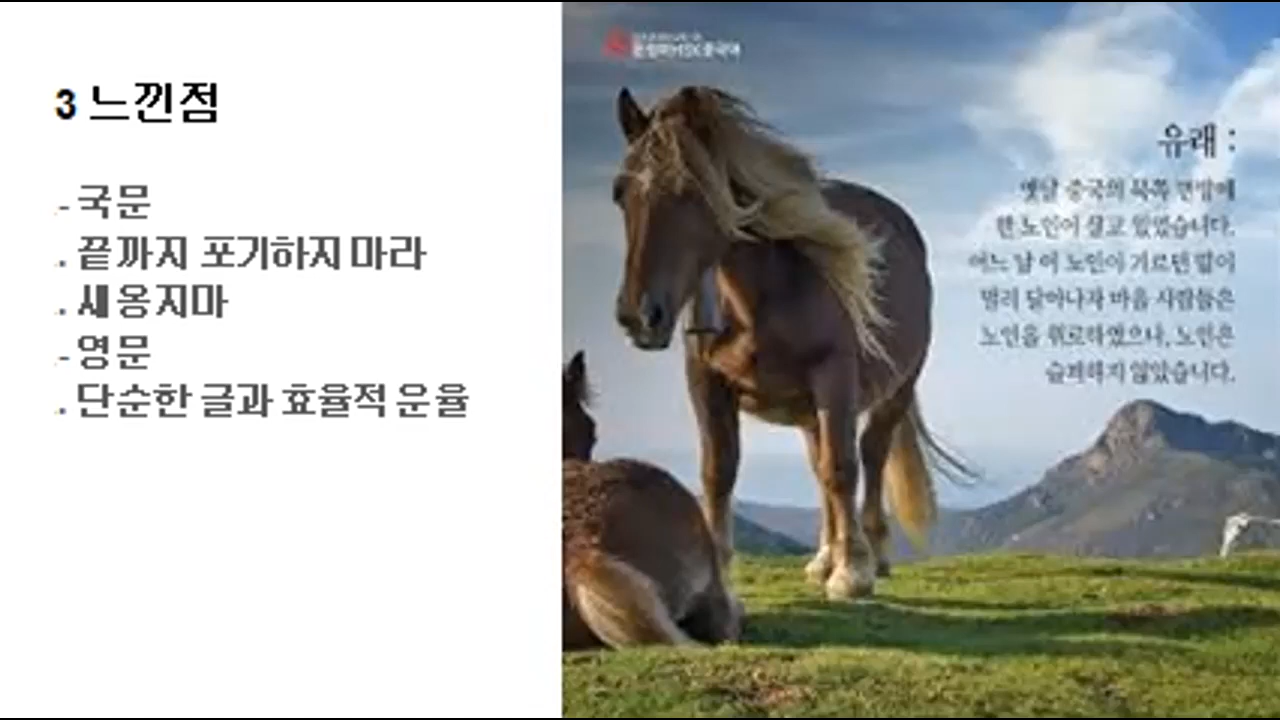 3 느낀점
- 국문
. 끝까지 포기하지마라
. 새옹지마
- 영문
. 단순한 글과 효율적 운율
유래 :
옛날 중국의 북쪽 변방에
한 노인이 살고 있었습니다.
어느 날 이 노인이 기르던 말이
멀리 달아나자 마을 사람들은
노인을 위로하였으나, 노인은
슬퍼하지 않았습니다.